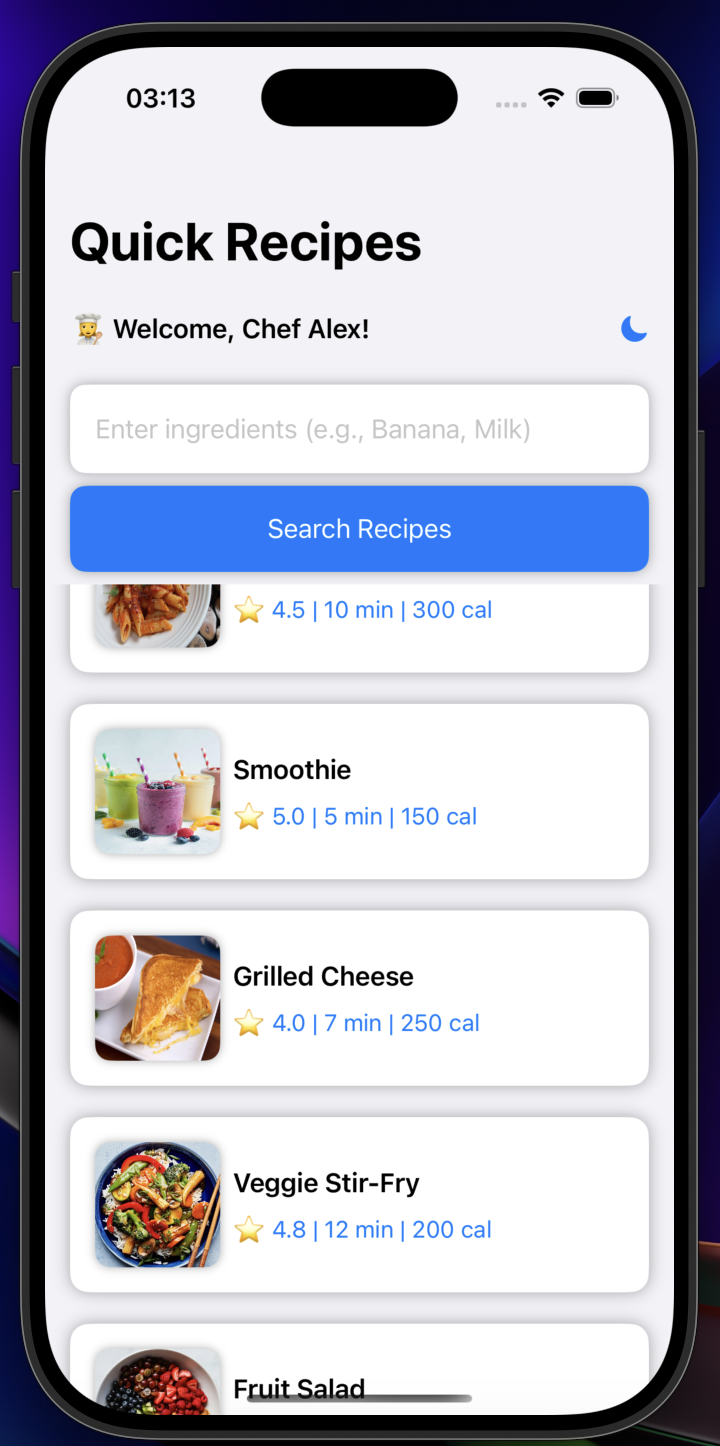 03:13
Quick Recipes
👩‍🍳 Welcome, Chef Alex!
Enter ingredients (e.g., Banana, Milk)
Search Recipes
⭐ 4.5 | 10 min | 300 cal
Smoothie
⭐ 5.0 | 5 min | 150 cal
Grilled Cheese
⭐ 4.0 | 7 min | 250 cal
Veggie Stir-Fry
⭐ 4.8 | 12 min | 200 cal
Fruit Salad